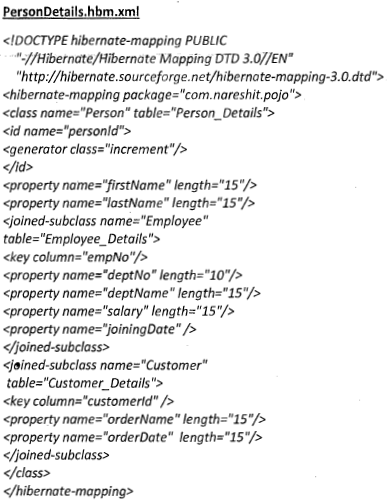 PersonDetails.hbm.xml
<!DOCTYPE hibernate-mapping PUBLIC
"-//Hibernate/Hibernate Mapping DTD 3.0//EN"
"http://hibernate.sourceforge.net/hibernate-mapping-3.0.dtd">
<hibernate-mapping package="com.nareshit.pojo">
<class name="Person" table="Person_Details">
<id name="personId">
<generator class="increment"/>
</id>
<property name="firstName" length="15"/>
<property name="lastName" length="15"/>
<joined-subclass name="Employee"
table="Employee_Details">
<key column="empNo"/>
<property name="deptNo" length="10"/>
<property name="deptName" length="15"/>
<property name="salary" length="15"/>
<property name="joiningDate" />
</joined-subclass>
<joined-subclass name="Customer"
table="Customer_Details">
<key column="customerId" />
<property name="orderName" length="15"/>
<property name="orderDate" length="15"/>
</joined-subclass>
</class>
</hibernate-mapping>